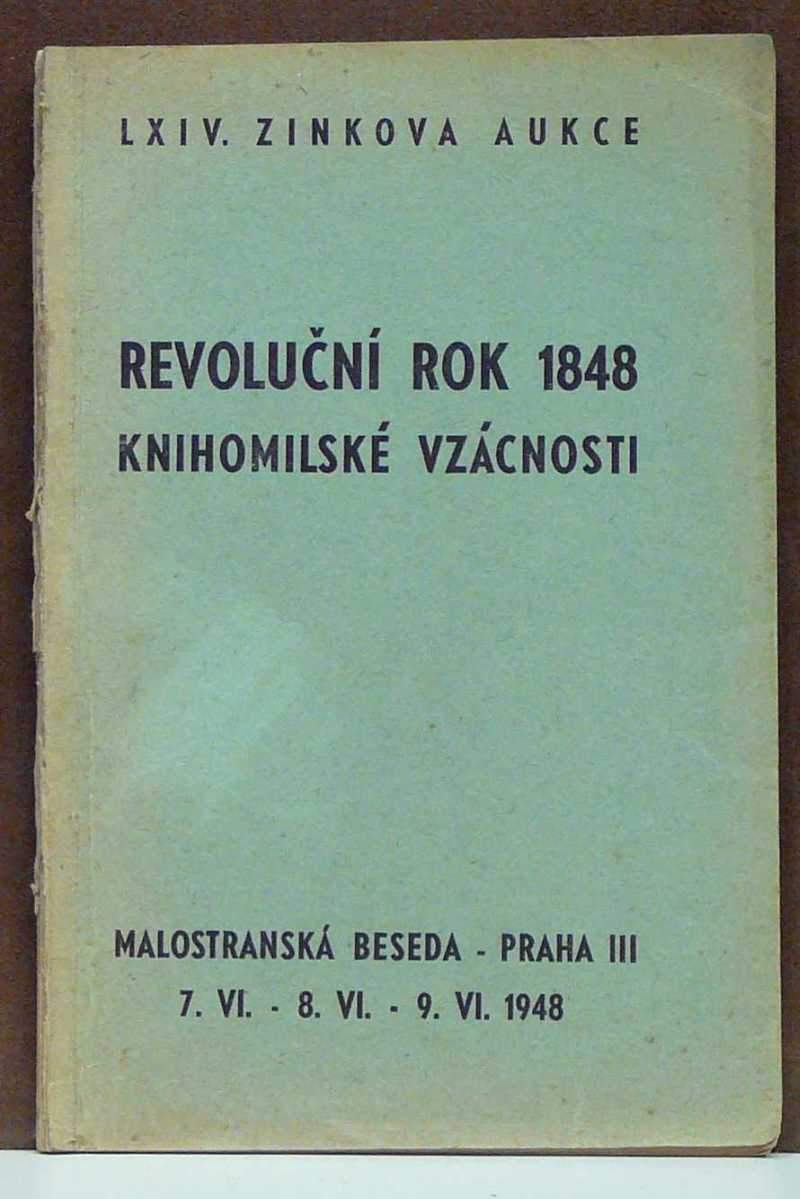 LXIV. ZINKOVA AUKCE
REVOLUČNÍ ROK 1848
KNIHOMILSKÉ VZÁCNOSTI
MALOSTRANSKÁ BESEDA - PRAHA III
7. VI. - 8. VI. - 9. VI. 1948